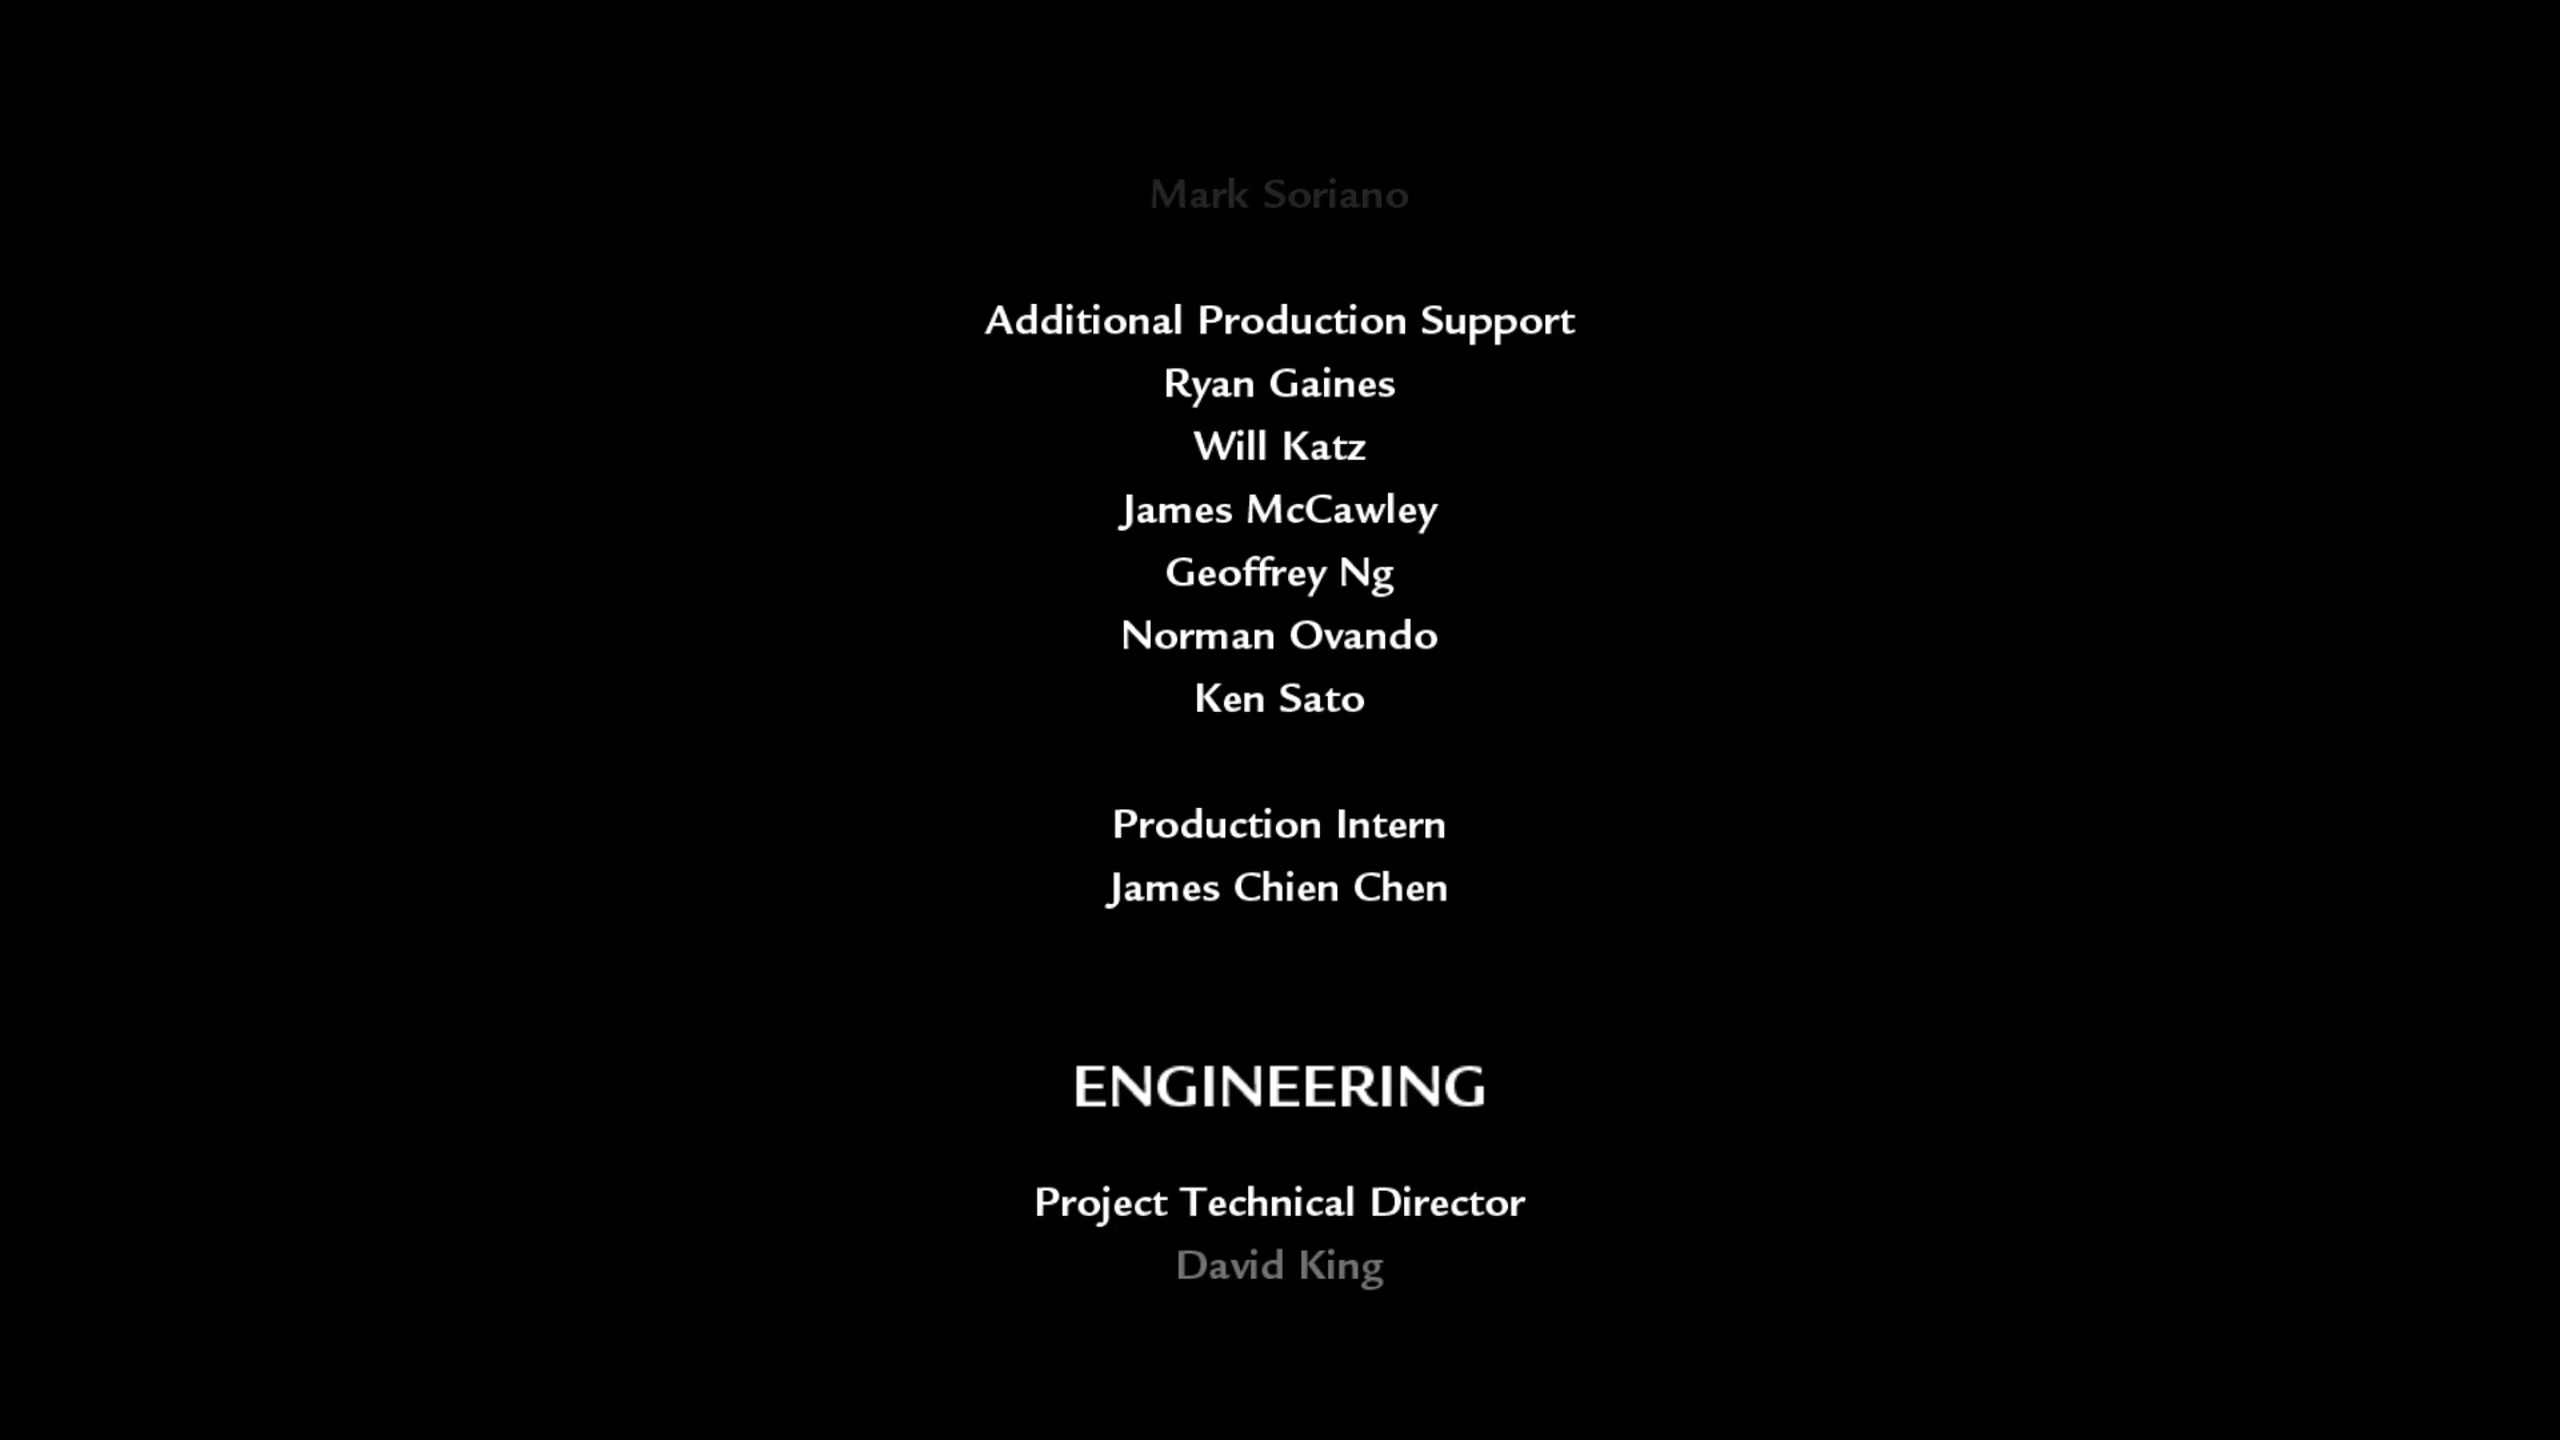 Mark Soriano
Additional Production Support
Ryan Gaines
Will Katz
James McCawley
Geoffrey Ng
Norman Ovando
Ken Sato
Production Intern
James Chien Chen
ENGINEERING
Project Technical Director
David King